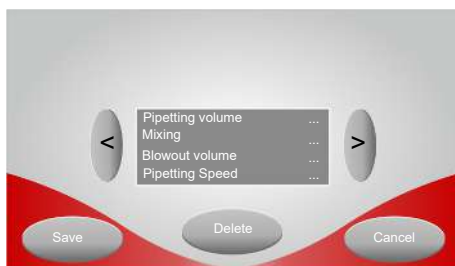 Pipetting volume ...
Mixing ...
< >
Blowout volume ...
Pipetting Speed ...
Save Delete Cancel